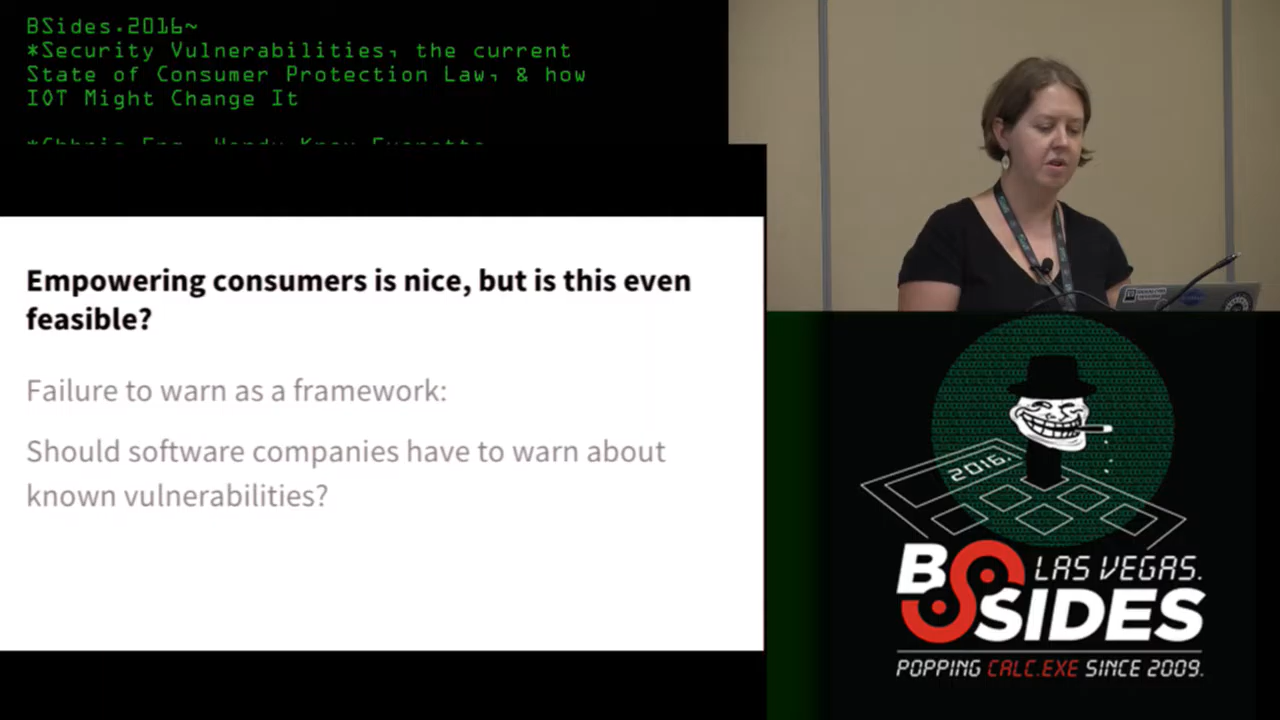 BSides.2016~
*Security Vulnerabilities, the current
State of Consumer Protection Law, & how
IOT Might Change It
Empowering consumers is nice, but is this even
feasible?
Failure to warn as a framework:
Should software companies have to warn about
known vulnerabilities?
2016.
BSIDES
LAS VEGAS.
POPPING CALC.EXE SINCE 2009.